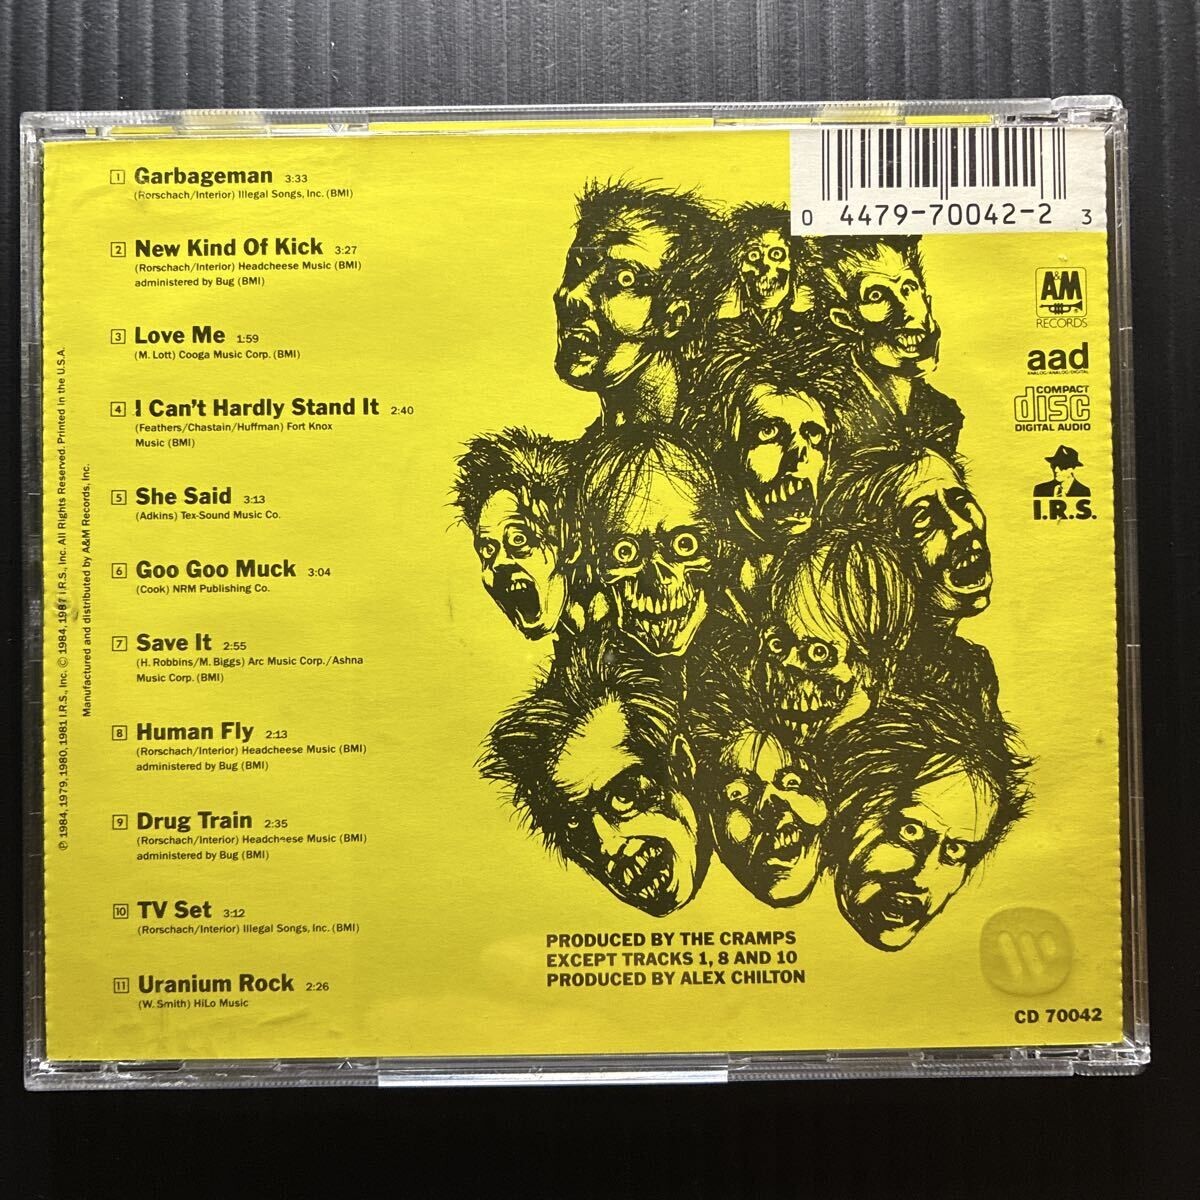 1 Garbageman 3:33
(Rorschach/Interior) Illegal Songs, Inc. (BMI)
2 New Kind Of Kick 3:27
(Rorschach/Interior) Headcheese Music (BMI)
administered by Bug (BMI)
3 Love Me 1:59
(M. Lott) Cooga Music Corp. (BMI)
4 I Can't Hardly Stand It 2:40
(Feathers/Chastain/Huffman) Fort Knox
Music (BMI)
5 She Said 3:13
(Adkins) Tex-Sound Music Co.
6 Goo Goo Muck 3:04
(Cook) NRM Publishing Co.
7 Save It 2:55
(H. Robbins/M. Biggs) Arc Music Corp./Ashna
Music Corp. (BMI)
8 Human Fly 2:13
(Rorschach/Interior) Headcheese Music (BMI)
administered by Bug (BMI)
9 Drug Train 2:35
(Rorschach/Interior) Headcheese Music (BMI)
administered by Bug (BMI)
10 TV Set 3:12
(Rorschach/Interior) Illegal Songs, Inc. (BMI)
11 Uranium Rock 2:26
(W. Smith) HiLo Music
℗ 1984, 1979, 1980, 1981 I.R.S., Inc. © 1984, 1987 I.R.S., Inc. All Rights Reserved. Printed in the U.S.A.
Manufactured and distributed by A&M Records, Inc.
0 4479-70042-2 3
A&M
RECORDS
aad
ANALOG/ANALOG/DIGITAL
COMPACT
disc
DIGITAL AUDIO
I.R.S.
PRODUCED BY THE CRAMPS
EXCEPT TRACKS 1, 8 AND 10
PRODUCED BY ALEX CHILTON
CD 70042